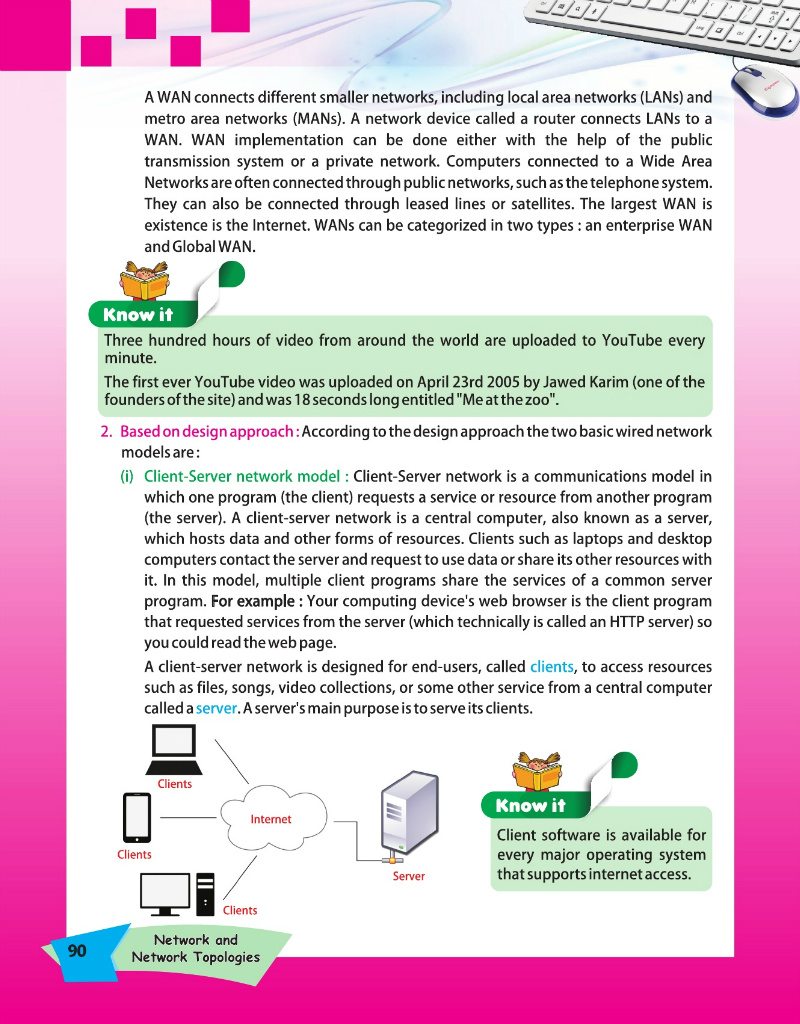 A WAN connects different smaller networks, including local area networks (LANs) and
metro area networks (MANs). A network device called a router connects LANs to a
WAN. WAN implementation can be done either with the help of the public
transmission system or a private network. Computers connected to a Wide Area
Networks are often connected through public networks, such as the telephone system.
They can also be connected through leased lines or satellites. The largest WAN is
existence is the Internet. WANs can be categorized in two types : an enterprise WAN
and Global WAN.
Know it
Three hundred hours of video from around the world are uploaded to YouTube every
minute.
The first ever YouTube video was uploaded on April 23rd 2005 by Jawed Karim (one of the
founders of the site) and was 18 seconds long entitled "Me at the zoo".
2. Based on design approach : According to the design approach the two basic wired network
models are :
(i) Client-Server network model : Client-Server network is a communications model in
which one program (the client) requests a service or resource from another program
(the server). A client-server network is a central computer, also known as a server,
which hosts data and other forms of resources. Clients such as laptops and desktop
computers contact the server and request to use data or share its other resources with
it. In this model, multiple client programs share the services of a common server
program. For example : Your computing device's web browser is the client program
that requested services from the server (which technically is called an HTTP server) so
you could read the web page.
A client-server network is designed for end-users, called clients, to access resources
such as files, songs, video collections, or some other service from a central computer
called a server. A server's main purpose is to serve its clients.
Clients
Internet
Clients
Server
Clients
Know it
Client software is available for
every major operating system
that supports internet access.
90
Network and
Network Topologies